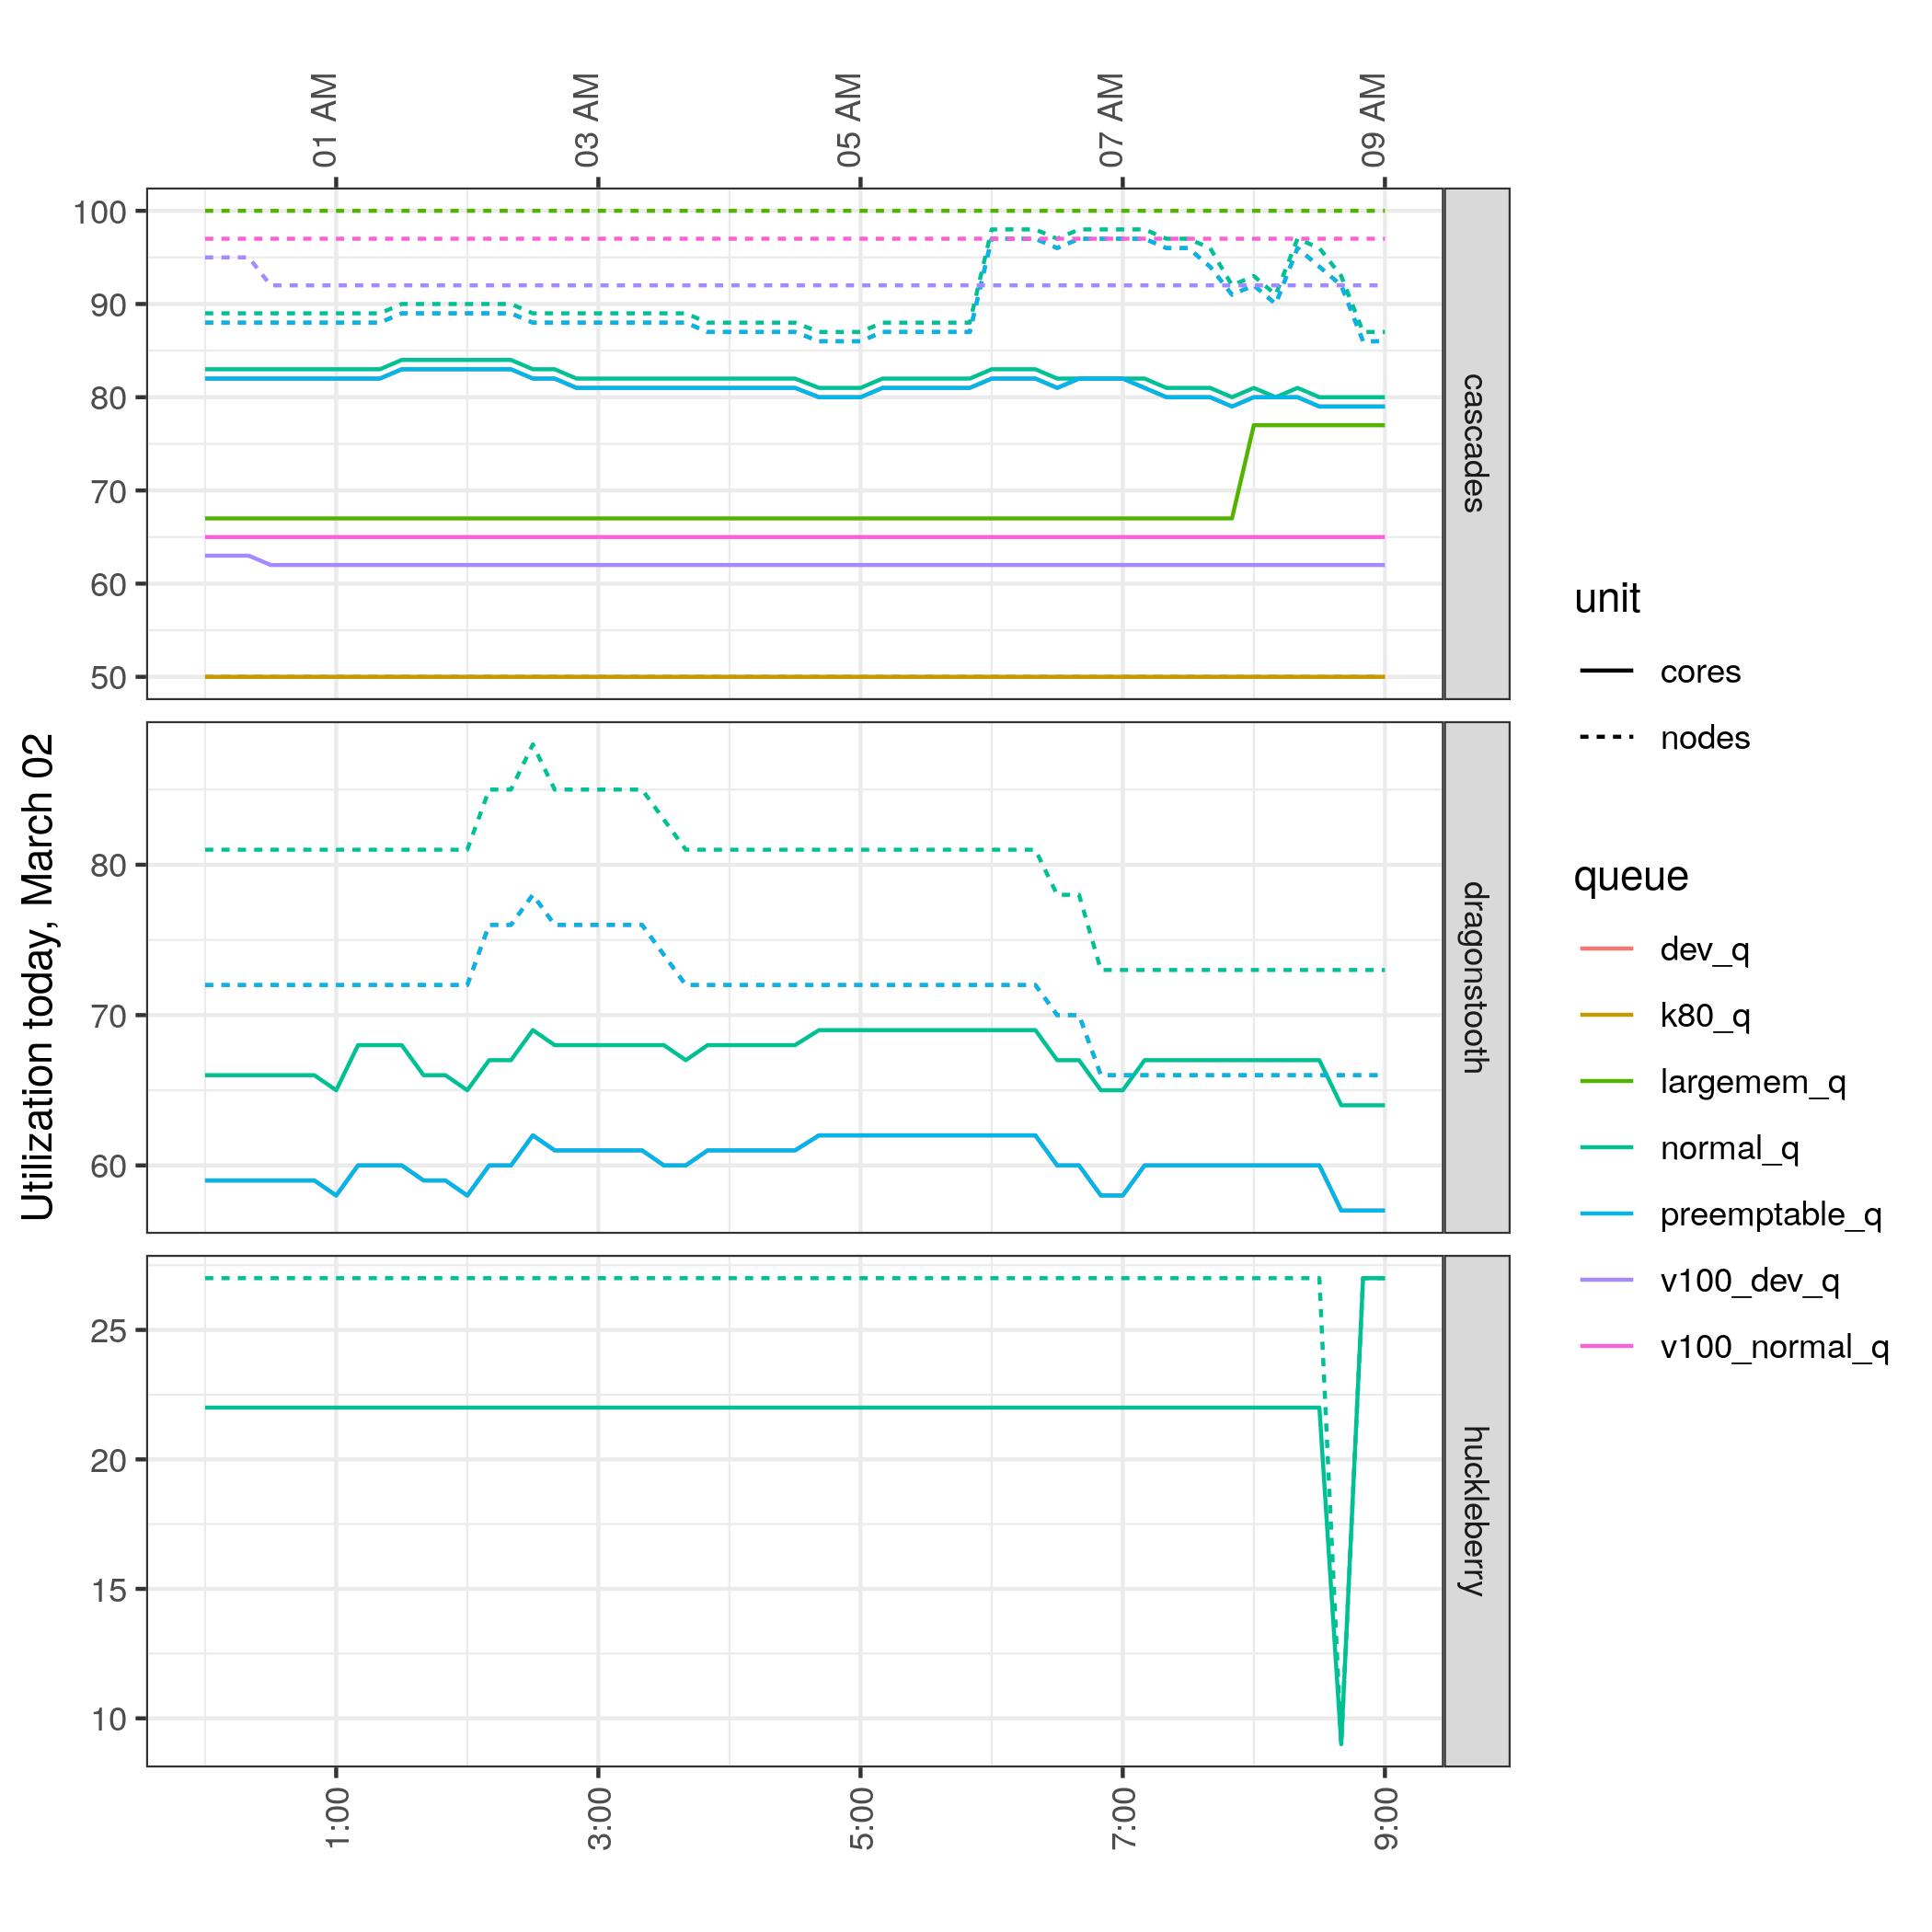 01 AM
03 AM
05 AM
07 AM
09 AM
Utilization today, March 02
100
90
80
70
60
50
cascades
80
70
60
dragonstooth
25
20
15
10
huckleberry
1:00
3:00
5:00
7:00
9:00
unit
cores
nodes
queue
dev_q
k80_q
largemem_q
normal_q
preemptable_q
v100_dev_q
v100_normal_q